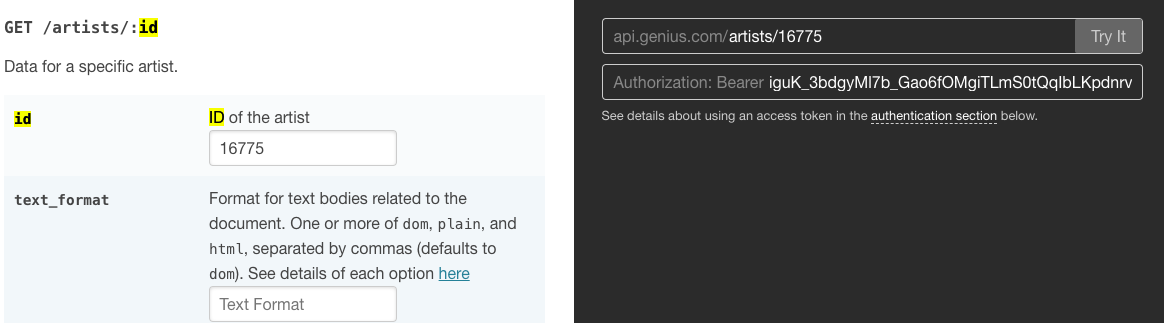 GET /artists/:id
Data for a specific artist.
id
ID of the artist
16775
text_format
Format for text bodies related to the
document. One or more of dom, plain, and
html, separated by commas (defaults to
dom). See details of each option here
Text Format
api.genius.com/artists/16775
Try It
Authorization: Bearer iguK_3bdgyMl7b_Gao6fOMgiTLmS0tQqIbLKpdnrv
See details about using an access token in the authentication section below.